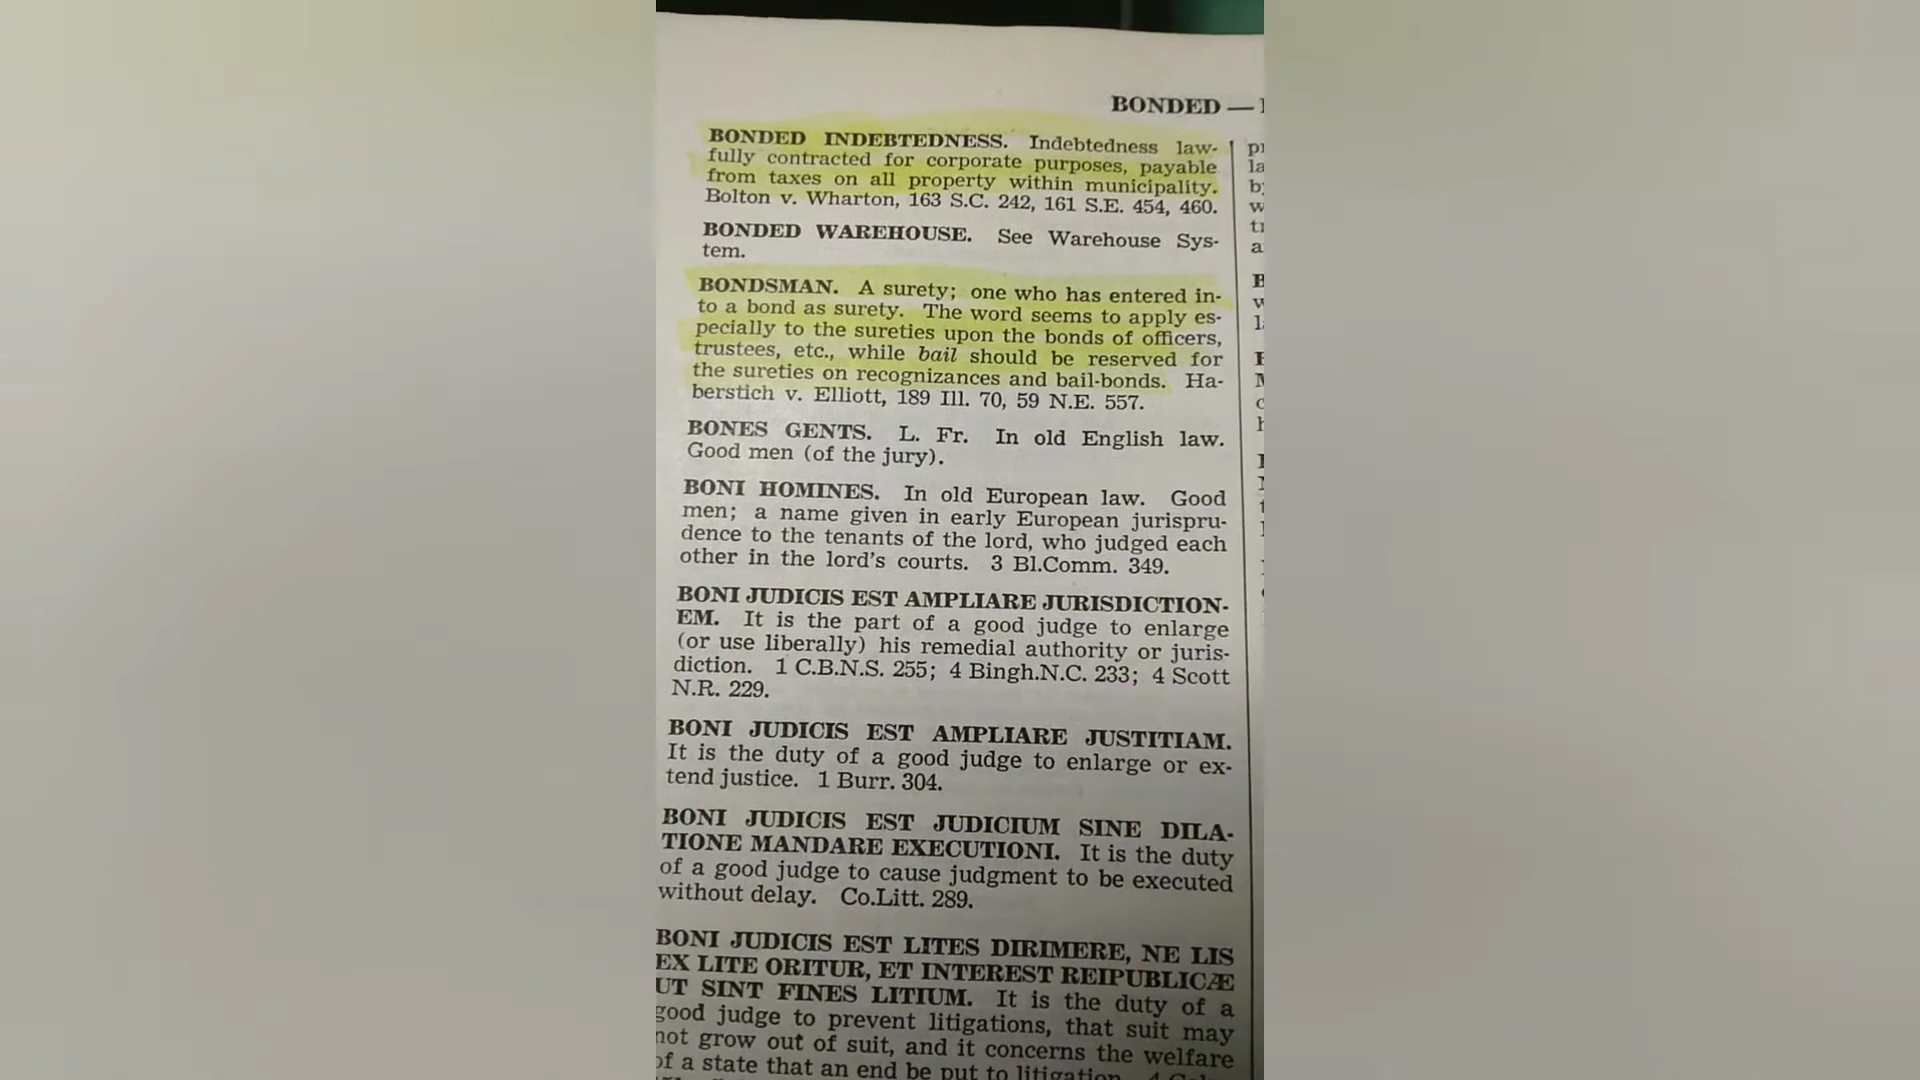 BONDED —
BONDED INDEBTEDNESS. Indebtedness law-
fully contracted for corporate purposes, payable
from taxes on all property within municipality.
Bolton v. Wharton, 163 S.C. 242, 161 S.E. 454, 460.
BONDED WAREHOUSE. See Warehouse Sys-
tem.
BONDSMAN. A surety; one who has entered in-
to a bond as surety. The word seems to apply es-
pecially to the sureties upon the bonds of officers,
trustees, etc., while bail should be reserved for
the sureties on recognizances and bail-bonds. Ha-
berstich v. Elliott, 189 Ill. 70, 59 N.E. 557.
BONES GENTS. L. Fr. In old English law.
Good men (of the jury).
BONI HOMINES. In old European law. Good
men; a name given in early European jurispru-
dence to the tenants of the lord, who judged each
other in the lord's courts. 3 Bl.Comm. 349.
BONI JUDICIS EST AMPLIARE JURISDICTION-
EM. It is the part of a good judge to enlarge
(or use liberally) his remedial authority or juris-
diction. 1 C.B.N.S. 255; 4 Bingh.N.C. 233; 4 Scott
N.R. 229.
BONI JUDICIS EST AMPLIARE JUSTITIAM.
It is the duty of a good judge to enlarge or ex-
tend justice. 1 Burr. 304.
BONI JUDICIS EST JUDICIUM SINE DILA-
TIONE MANDARE EXECUTIONI. It is the duty
of a good judge to cause judgment to be executed
without delay. Co.Litt. 289.
BONI JUDICIS EST LITES DIRIMERE, NE LIS
EX LITE ORITUR, ET INTEREST REIPUBLICÆ
UT SINT FINES LITIUM. It is the duty of a
good judge to prevent litigations, that suit may
not grow out of suit, and it concerns the welfare
of a state that an end be put to litigation. 4